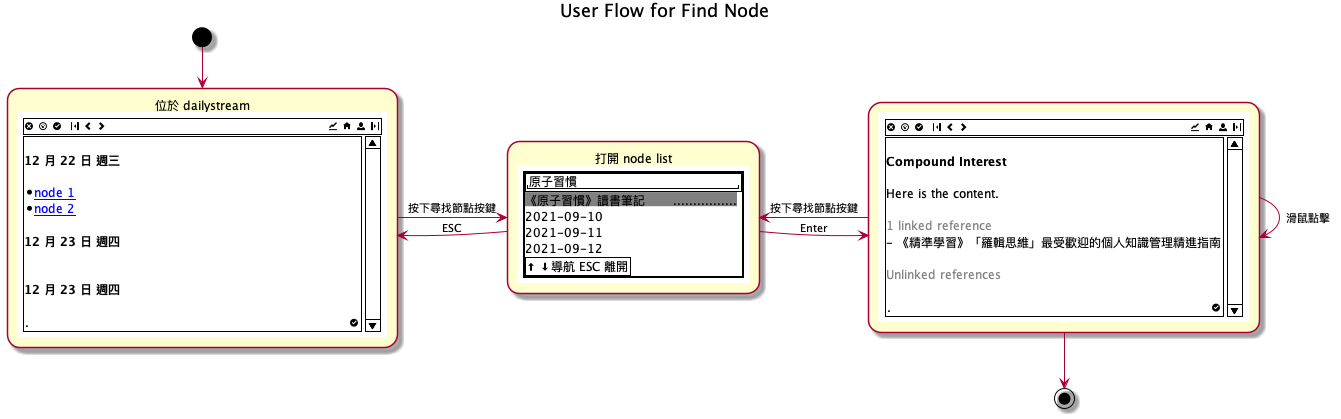 User Flow for Find Node
位於 dailystream
12 月 22 日 週三
•node 1
•node 2
12 月 23 日 週四
12 月 23 日 週四
.
按下尋找節點按鍵
ESC
打開 node list
原子習慣
《原子習慣》讀書筆記 ................
2021-09-10
2021-09-11
2021-09-12
↑ ↓導航 ESC 離開
按下尋找節點按鍵
Enter
Compound Interest
Here is the content.
1 linked reference
- 《精準學習》「羅輯思維」最受歡迎的個人知識管理精進指南
Unlinked references
.
滑鼠點擊